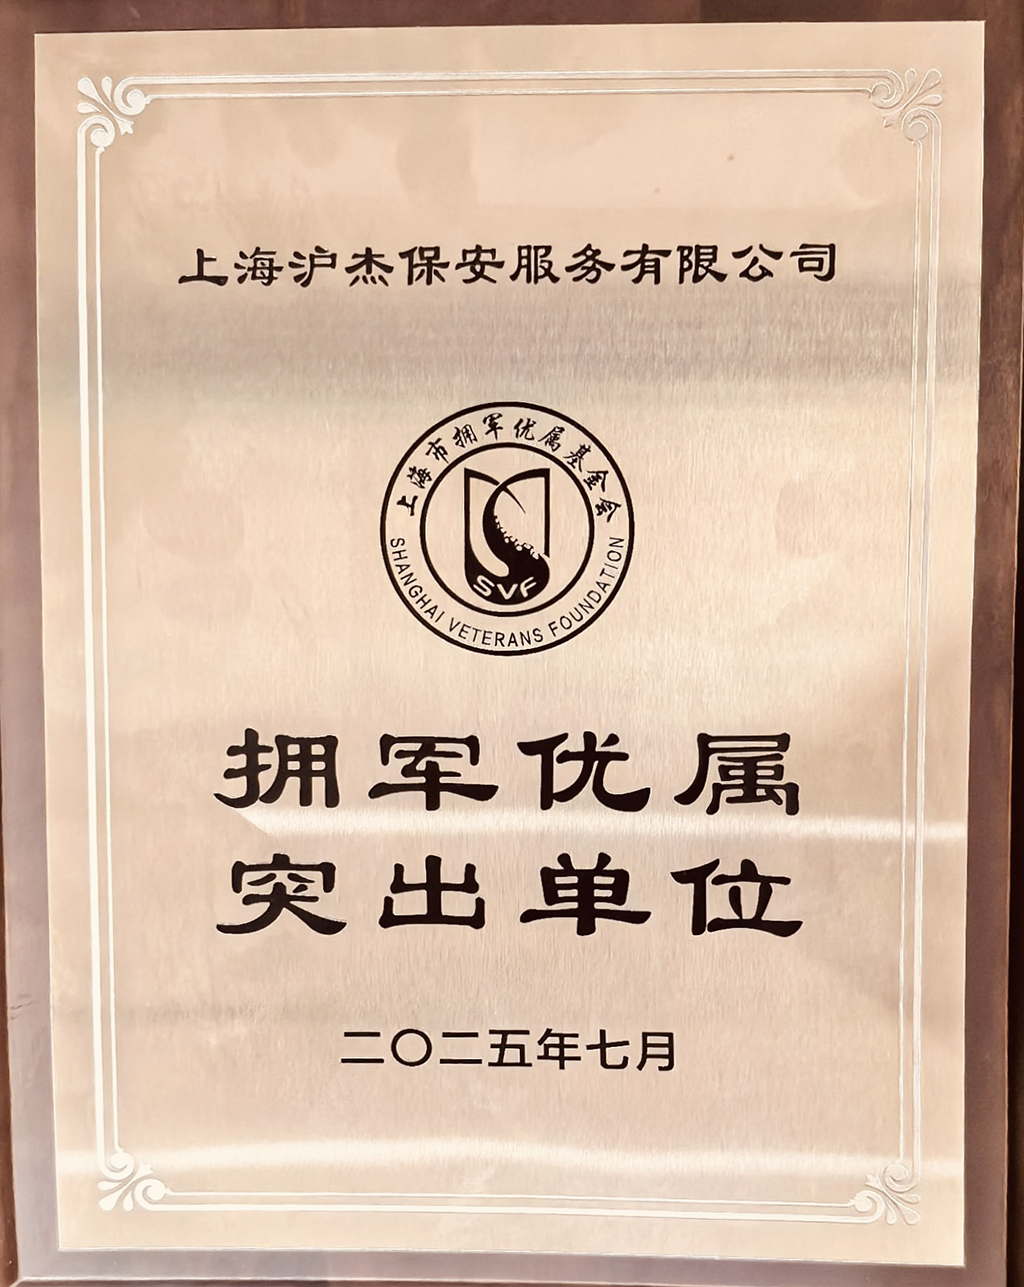 上海沪杰保安服务有限公司
上海市拥军优属基金会
SVF
SHANGHAI VETERANS FOUNDATION
拥军优属
突出单位
二〇二五年七月